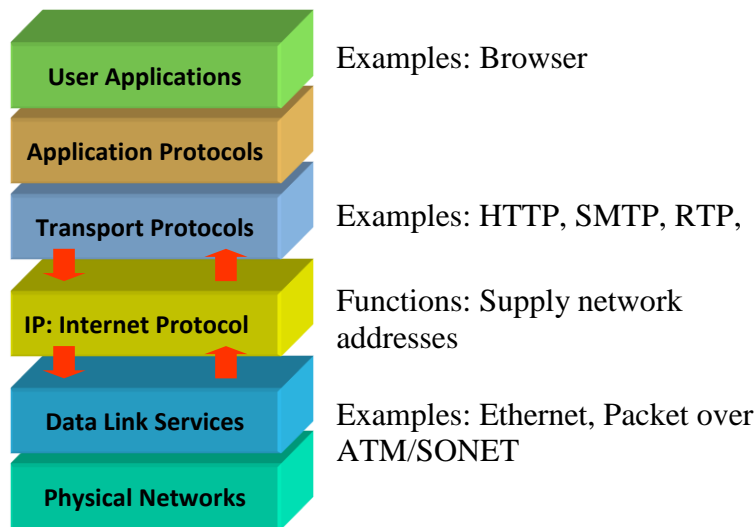 User Applications
Examples: Browser
Application Protocols
Transport Protocols
Examples: HTTP, SMTP, RTP,
IP: Internet Protocol
Functions: Supply network
addresses
Data Link Services
Examples: Ethernet, Packet over
ATM/SONET
Physical Networks